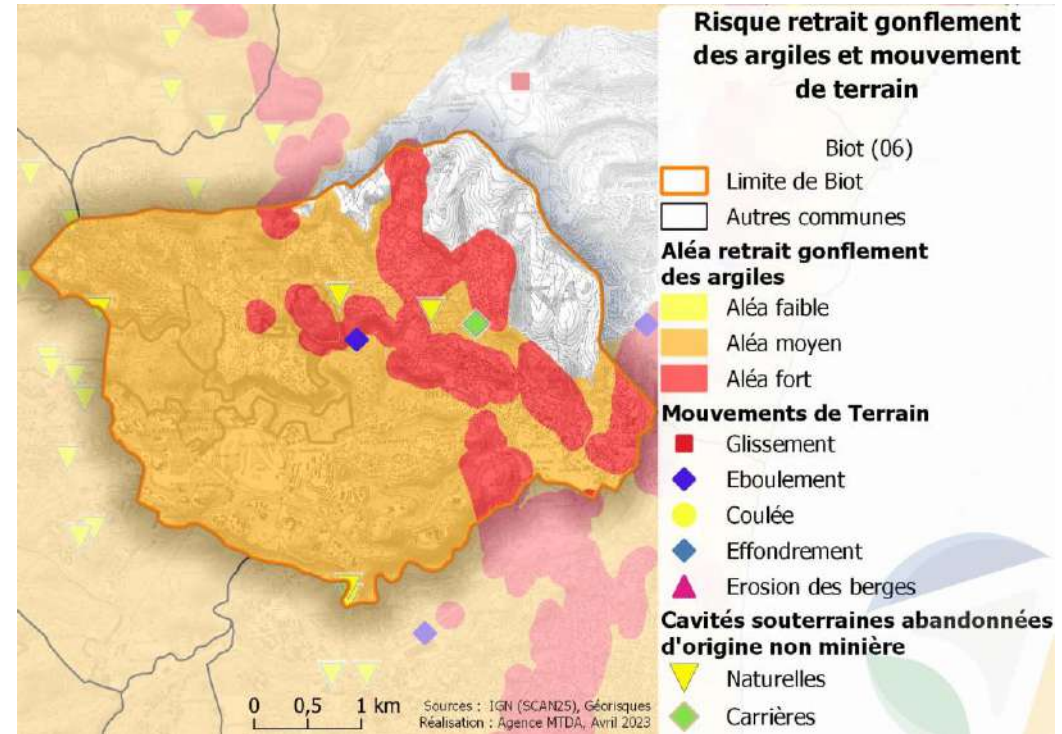 Risque retrait gonflement
des argiles et mouvement
de terrain
Biot (06)
Limite de Biot
Autres communes
Aléa retrait gonflement
des argiles
Aléa faible
Aléa moyen
Aléa fort
Mouvements de Terrain
Glissement
Eboulement
Coulée
Effondrement
Erosion des berges
Cavités souterraines abandonnées
d'origine non minière
Naturelles
Carrières
0 0,5 1 km
Sources : IGN (SCAN25), Géorisques
Réalisation : Agence MTDA, Avril 2023